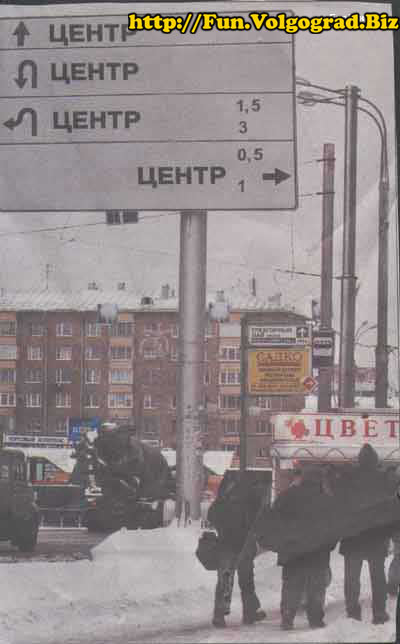 http://Fun.Volgograd.Biz
ЦЕНТР
ЦЕНТР
ЦЕНТР 1,5
3
ЦЕНТР 0,5
1
САДКО
ЦВЕТ